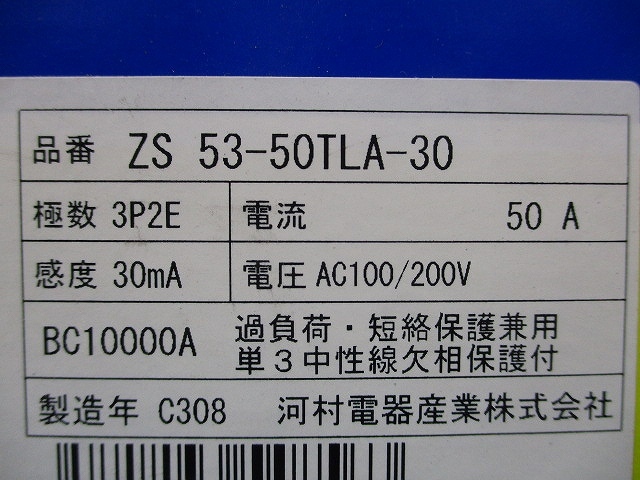 品番 ZS 53-50TLA-30
極数 3P2E 電流 50 A
感度 30mA 電圧 AC100/200V
BC10000A 過負荷・短絡保護兼用
単3中性線欠相保護付
製造年 C308 河村電器産業株式会社